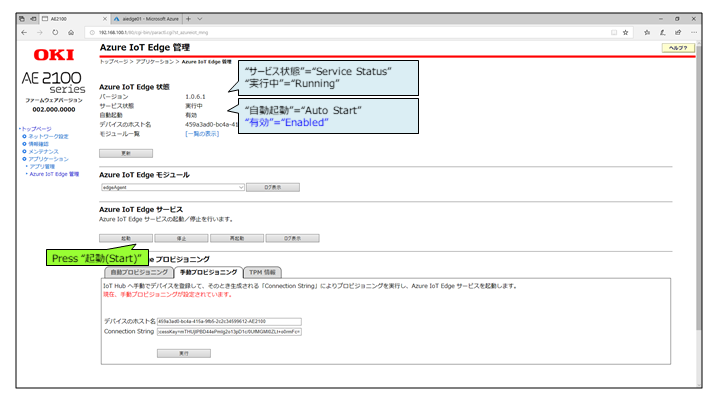 AE2100
aiedge01 - Microsoft Azure
192.168.100.1
OKI
AE 2100
series
ファームウェアバージョン
002.000.0000
トップページ
ネットワーク設定
情報確認
メンテナンス
アプリケーション
アプリ管理
Azure IoT Edge 管理
Azure IoT Edge 管理
ヘルプ?
トップページ > アプリケーション > Azure IoT Edge 管理
"サービス状態"="Service Status"
"実行中"="Running"
"自動起動"="Auto Start"
"有効"="Enabled"
Azure IoT Edge 状態
バージョン 1.0.6.1
サービス状態 実行中
自動起動 有効
デバイスのホスト名 459a3ad0-bc4a-41
モジュール一覧 [一覧の表示]
更新
Azure IoT Edge モジュール
edgeAgent
ログ表示
Azure IoT Edge サービス
Azure IoT Edge サービスの起動／停止を行います。
起動 停止 再起動 ログ表示
Press "起動(Start)"
プロビジョニング
自動プロビジョニング 手動プロビジョニング TPM 情報
IoT Hub へ手動でデバイスを登録して、そのとき生成される「Connection String」によりプロビジョニングを実行し、Azure IoT Edge サービスを起動します。
現在、手動プロビジョニングが設定されています。
デバイスのホスト名 459a3ad0-bc4a-415a-9fb5-2c2c34599612-AE2100
Connection String
実行